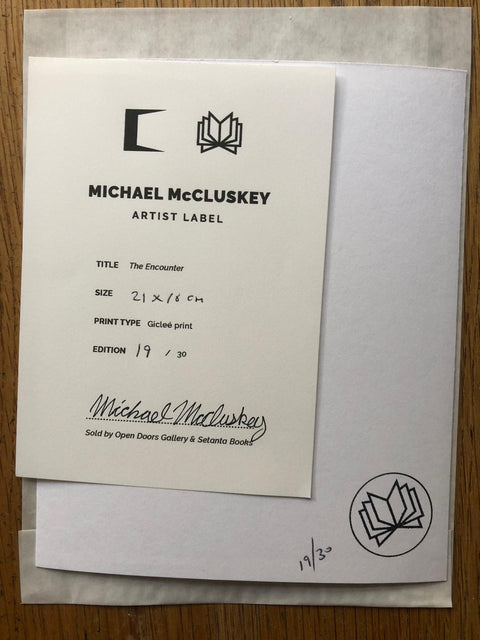 MICHAEL McCLUSKEY
ARTIST LABEL
TITLE The Encounter
SIZE 21 x 16 CM
PRINT TYPE Gicleé print
EDITION 19 / 30
Michael McCluskey
Sold by Open Doors Gallery & Setanta Books
19/30